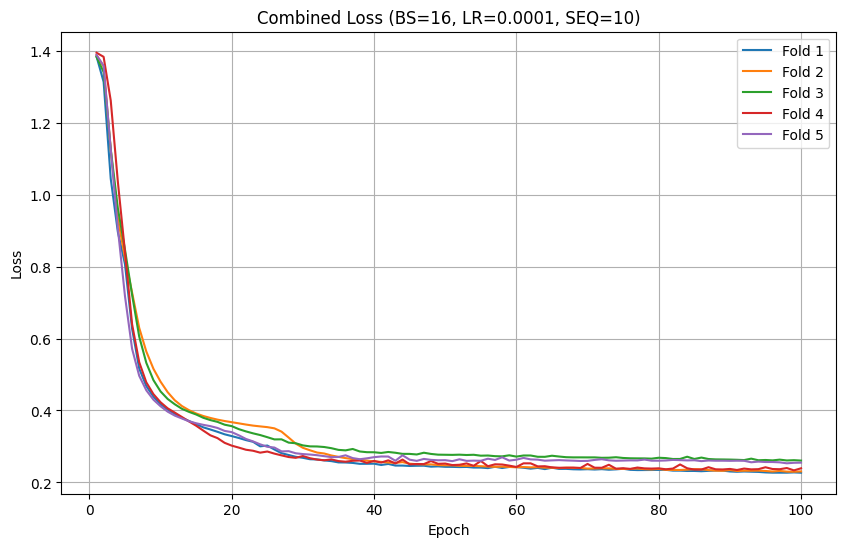 Combined Loss (BS=16, LR=0.0001, SEQ=10)
Fold 1
Fold 2
Fold 3
Fold 4
Fold 5
Loss
1.4
1.2
1.0
0.8
0.6
0.4
0.2
0 20 40 60 80 100
Epoch